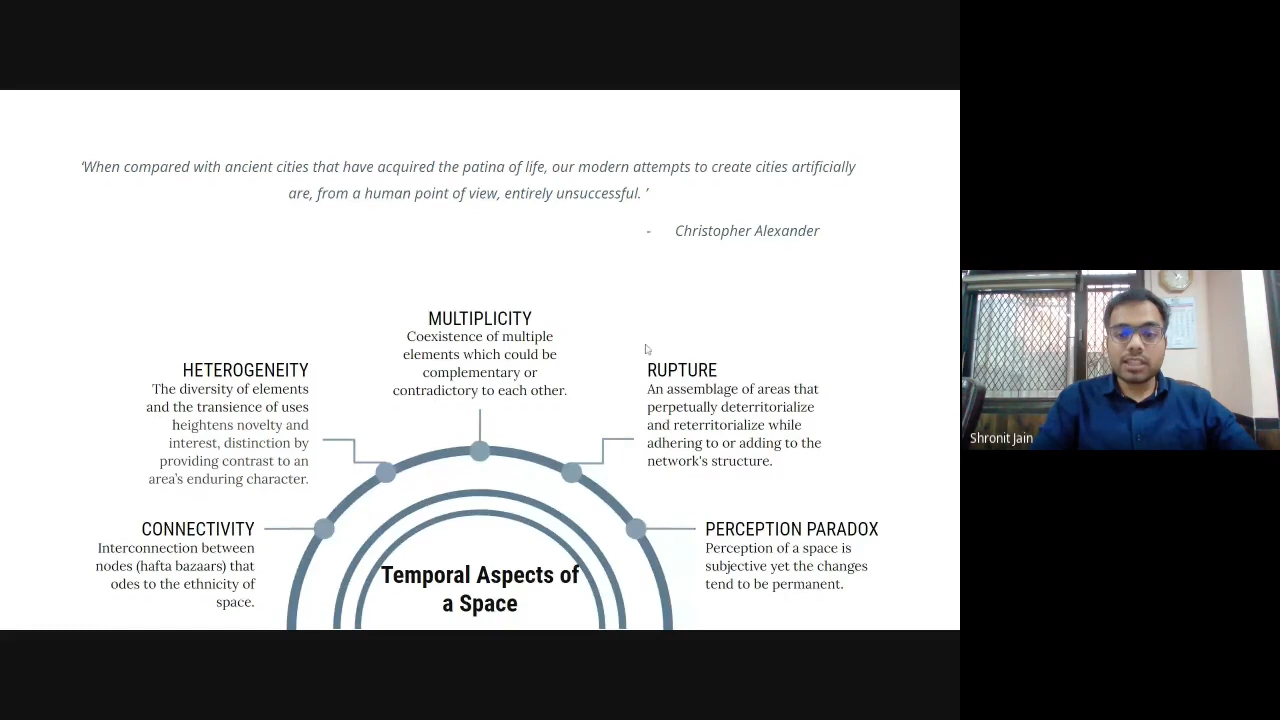 ‘When compared with ancient cities that have acquired the patina of life, our modern attempts to create cities artificially
are, from a human point of view, entirely unsuccessful. ’
- Christopher Alexander
MULTIPLICITY
Coexistence of multiple
elements which could be
complementary or
contradictory to each other.
HETEROGENEITY
The diversity of elements
and the transience of uses
heightens novelty and
interest, distinction by
providing contrast to an
area's enduring character.
RUPTURE
An assemblage of areas that
perpetually deterritorialize
and reterritorialize while
adhering to or adding to the
network's structure.
CONNECTIVITY
Interconnection between
nodes (hafta bazaars) that
odes to the ethnicity of
space.
PERCEPTION PARADOX
Perception of a space is
subjective yet the changes
tend to be permanent.
Temporal Aspects of
a Space
Shronit Jain